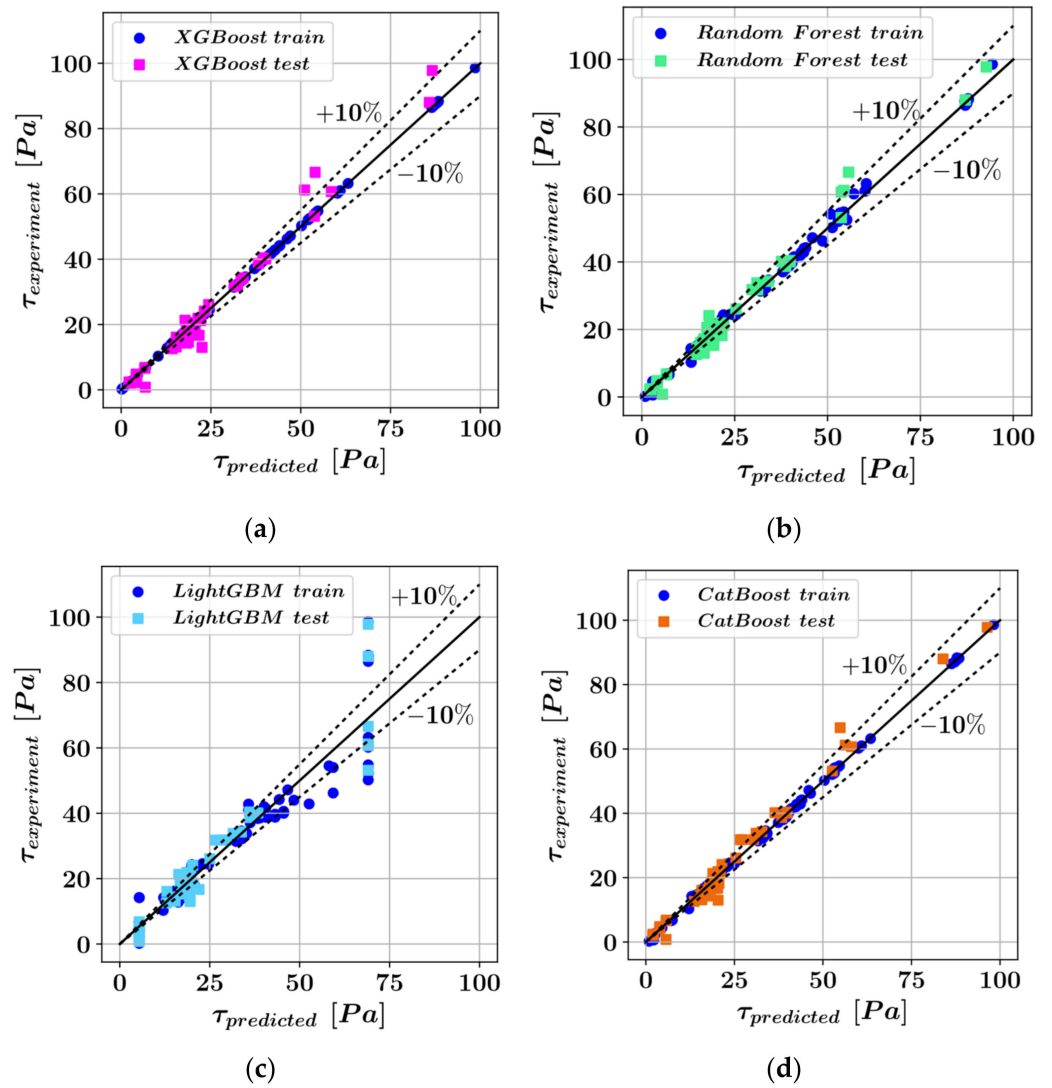 XGBoost train
XGBoost test
+10%
−10%
100
80
60
40
20
0
τexperiment [Pa]
0 25 50 75 100
τpredicted [Pa]
(a)
Random Forest train
Random Forest test
+10%
−10%
100
80
60
40
20
0
τexperiment [Pa]
0 25 50 75 100
τpredicted [Pa]
(b)
LightGBM train
LightGBM test
+10%
−10%
100
80
60
40
20
0
τexperiment [Pa]
0 25 50 75 100
τpredicted [Pa]
(c)
CatBoost train
CatBoost test
+10%
−10%
100
80
60
40
20
0
τexperiment [Pa]
0 25 50 75 100
τpredicted [Pa]
(d)